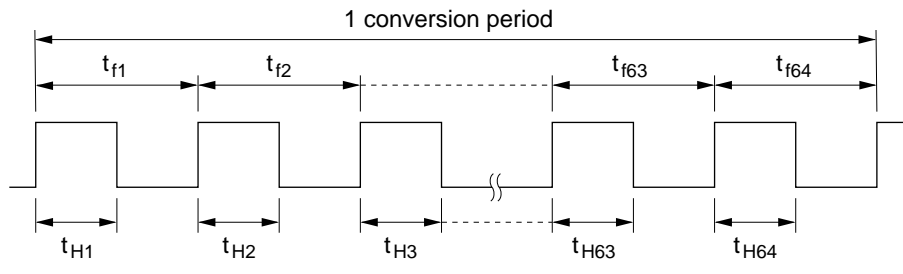 1 conversion period
tf1 tf2 tf63 tf64
tH1 tH2 tH3 tH63 tH64